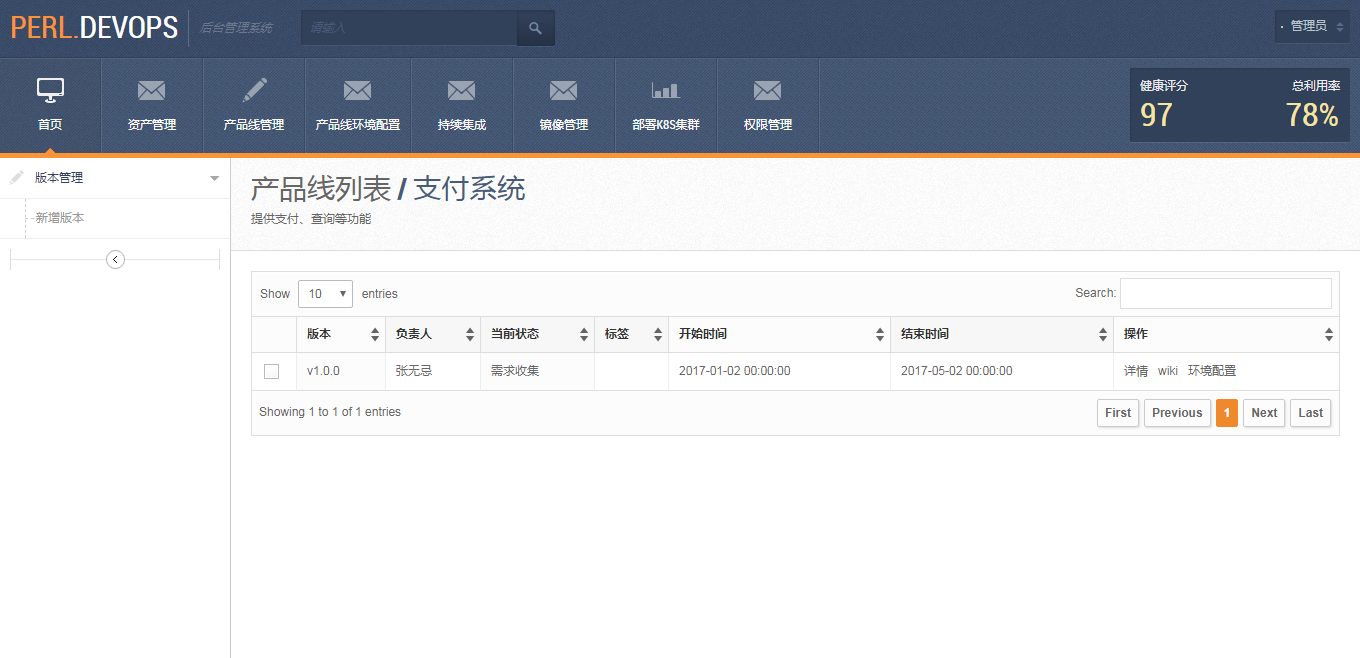 PERL.DEVOPS 后台管理系统 请输入 管理员
首页 资产管理 产品线管理 产品线环境配置 持续集成 镜像管理 部署K8S集群 权限管理
健康评分 总利用率
97 78%
版本管理
新增版本
产品线列表 / 支付系统
提供支付、查询等功能
Show 10 entries Search:
版本 负责人 当前状态 标签 开始时间 结束时间 操作
v1.0.0 张无忌 需求收集 2017-01-02 00:00:00 2017-05-02 00:00:00 详情 wiki 环境配置
Showing 1 to 1 of 1 entries First Previous 1 Next Last